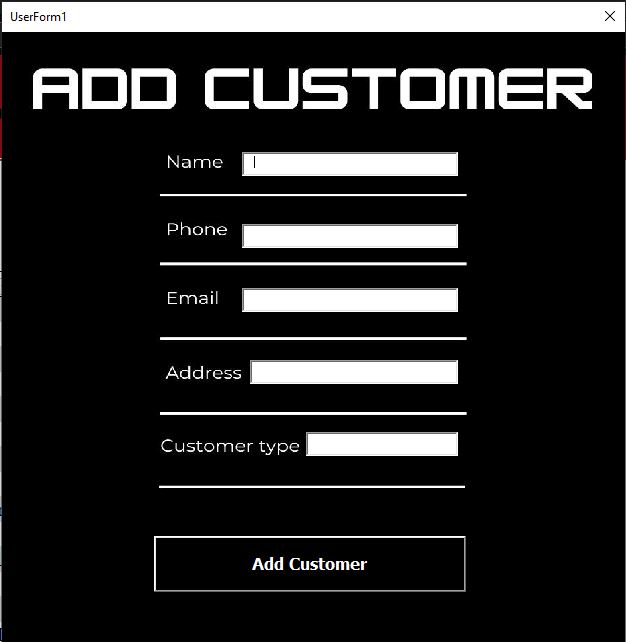 UserForm1
ADD CUSTOMER
Name
Phone
Email
Address
Customer type
Add Customer